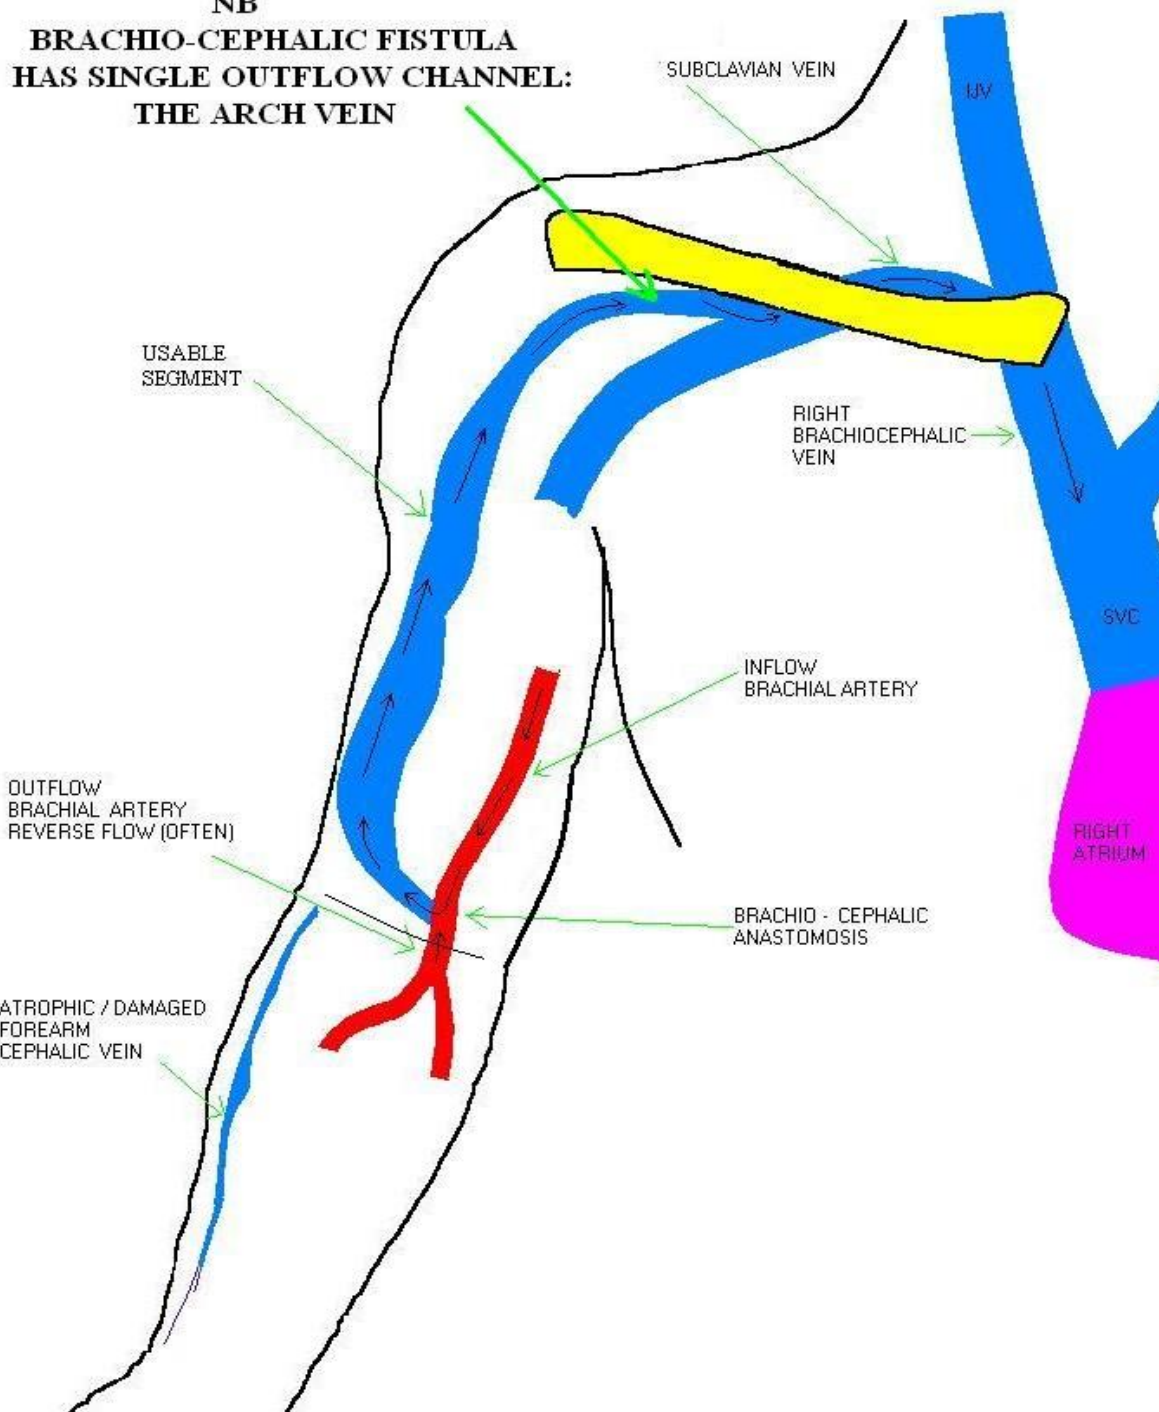 NB
BRACHIO-CEPHALIC FISTULA
HAS SINGLE OUTFLOW CHANNEL:
THE ARCH VEIN
SUBCLAVIAN VEIN
IJV
USABLE
SEGMENT
RIGHT
BRACHIOCEPHALIC
VEIN
SVC
INFLOW
BRACHIAL ARTERY
OUTFLOW
BRACHIAL ARTERY
REVERSE FLOW (OFTEN)
RIGHT
ATRIUM
BRACHIO - CEPHALIC
ANASTOMOSIS
ATROPHIC / DAMAGED
FOREARM
CEPHALIC VEIN